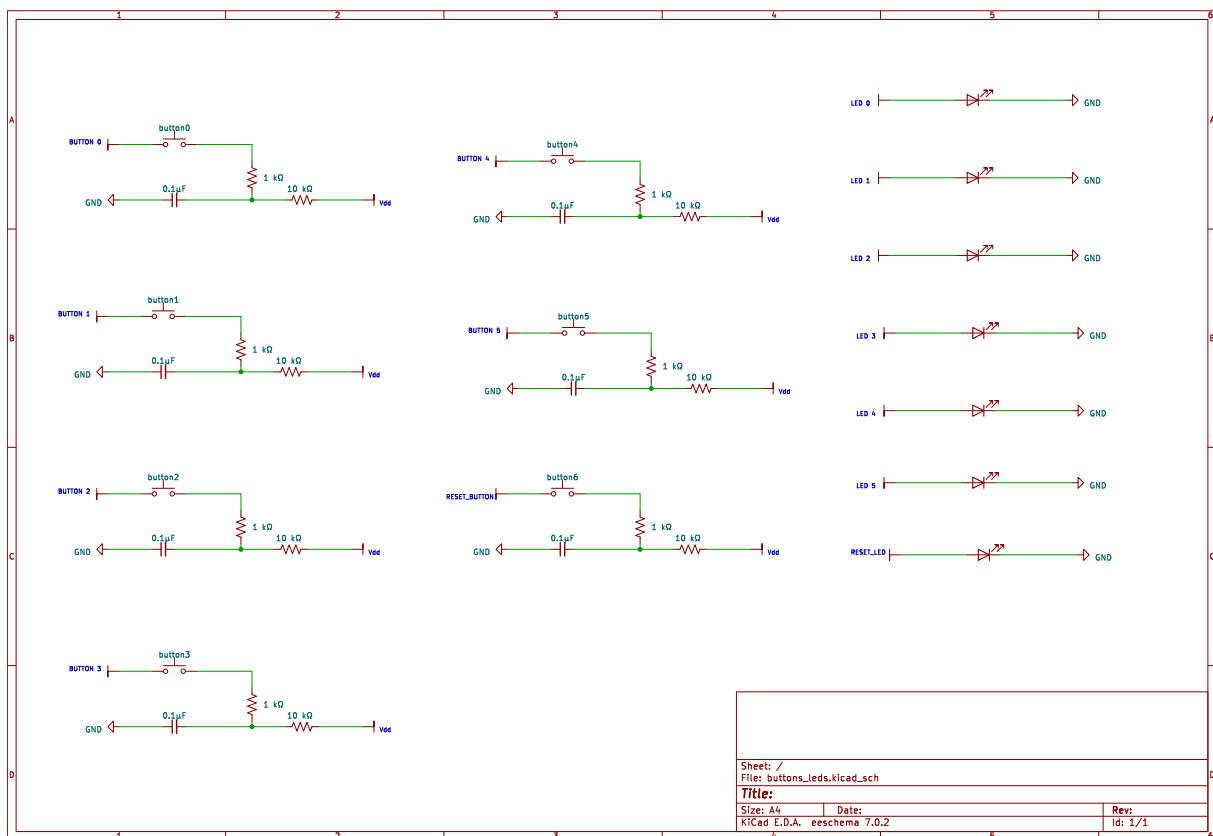 1 2 3 4 5 6
A
B
C
D
A
B
C
D
1 2 3 4 5
button0
BUTTON 0
1 kΩ
0.1µF
10 kΩ
GND
Vdd
button1
BUTTON 1
1 kΩ
0.1µF
10 kΩ
GND
Vdd
button2
BUTTON 2
1 kΩ
0.1µF
10 kΩ
GND
Vdd
button3
BUTTON 3
1 kΩ
0.1µF
10 kΩ
GND
Vdd
button4
BUTTON 4
1 kΩ
0.1µF
10 kΩ
GND
Vdd
button5
BUTTON 5
1 kΩ
0.1µF
10 kΩ
GND
Vdd
button6
RESET_BUTTON
1 kΩ
0.1µF
10 kΩ
GND
Vdd
LED 0 GND
LED 1 GND
LED 2 GND
LED 3 GND
LED 4 GND
LED 5 GND
RESET_LED GND
Sheet: /
File: buttons_leds.kicad_sch
Title:
Size: A4 Date: Rev:
KiCad E.D.A. eeschema 7.0.2 Id: 1/1